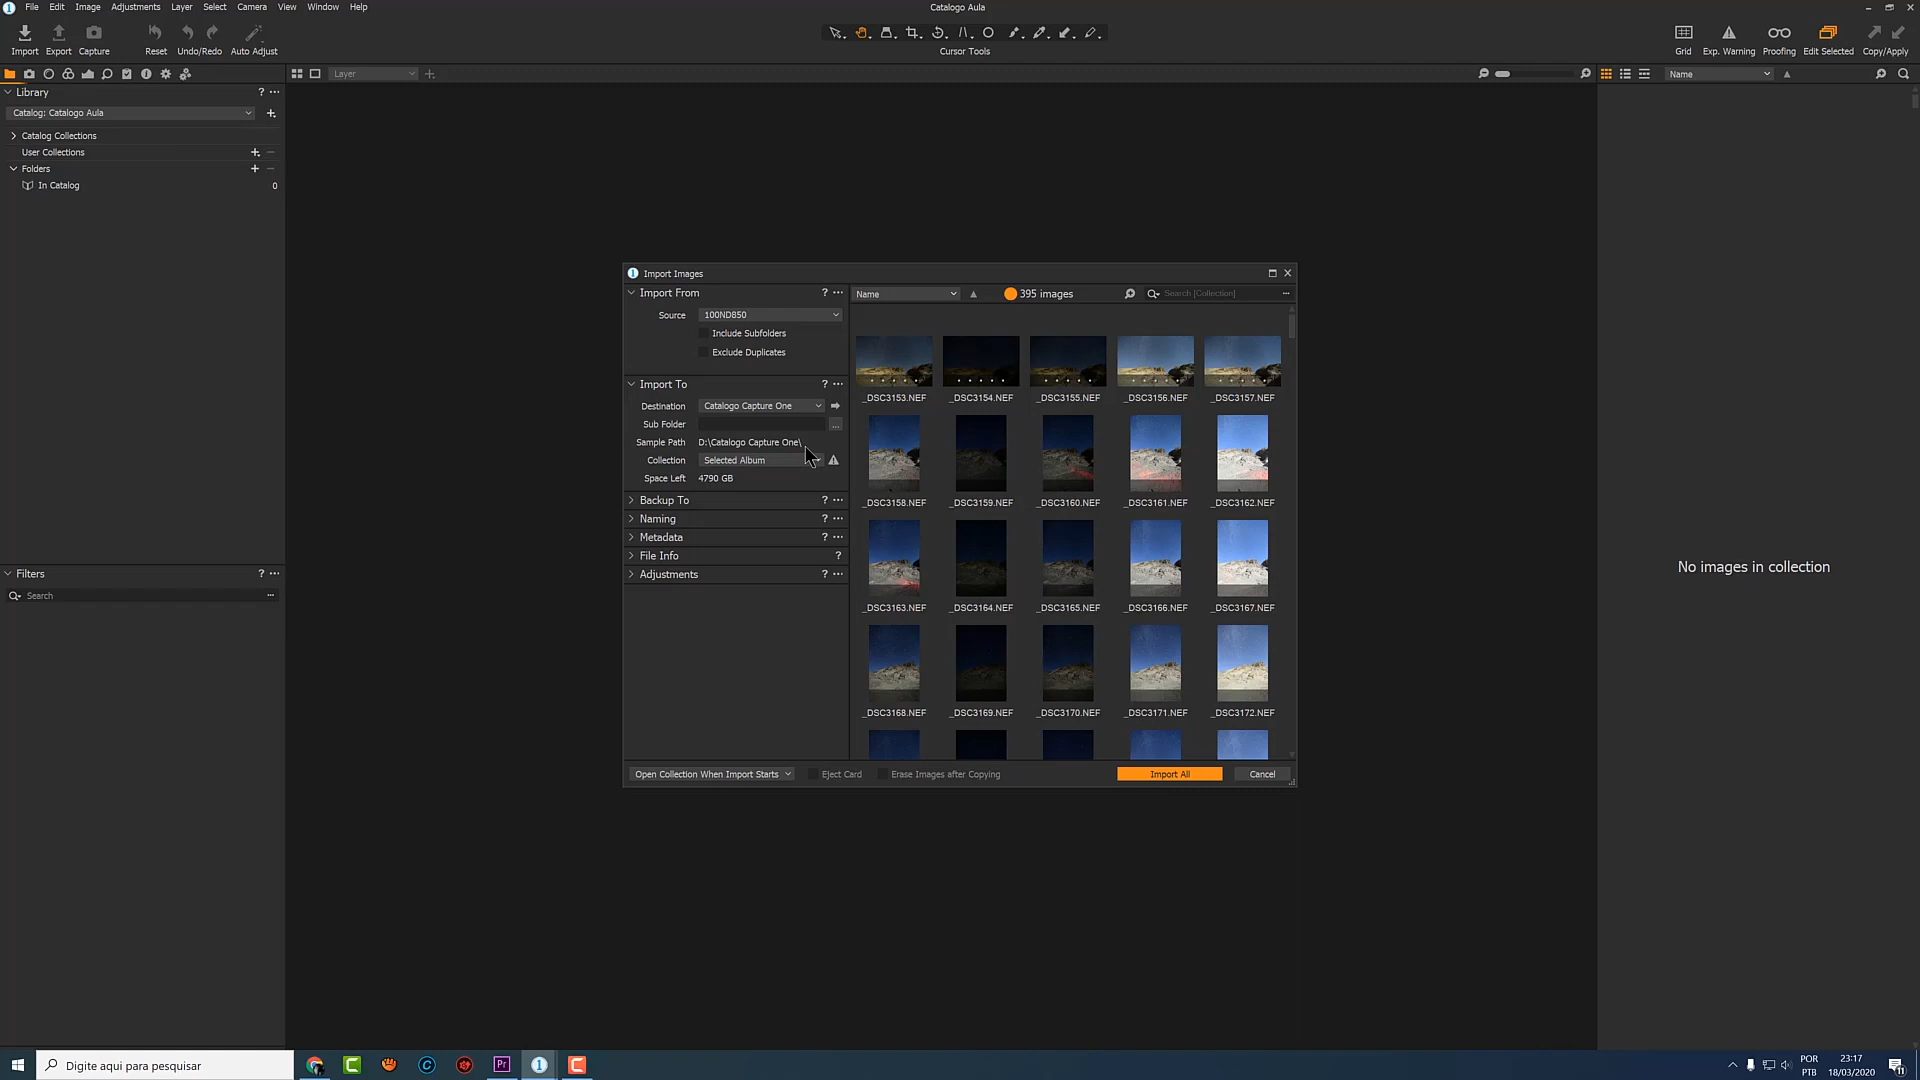 File Edit Image Adjustments Layer Select Camera View Window Help
Catalogo Aula
Import Export Capture Reset Undo/Redo Auto Adjust
Cursor Tools
Grid Exp. Warning Proofing Edit Selected Copy/Apply
Layer
Name
Library ?
Catalog: Catalogo Aula
Catalog Collections
User Collections
Folders
In Catalog 0
Filters ?
Search
No images in collection
Import Images
Import From ?
Source 100ND850
Include Subfolders
Exclude Duplicates
Import To ?
Destination Catalogo Capture One
Sub Folder ...
Sample Path D:\Catalogo Capture One\
Collection Selected Album
Space Left 4790 GB
Backup To ?
Naming ?
Metadata ?
File Info ?
Adjustments ?
Name 395 images Search [Collection]
_DSC3153.NEF _DSC3154.NEF _DSC3155.NEF _DSC3156.NEF _DSC3157.NEF
_DSC3158.NEF _DSC3159.NEF _DSC3160.NEF _DSC3161.NEF _DSC3162.NEF
_DSC3163.NEF _DSC3164.NEF _DSC3165.NEF _DSC3166.NEF _DSC3167.NEF
_DSC3168.NEF _DSC3169.NEF _DSC3170.NEF _DSC3171.NEF _DSC3172.NEF
Open Collection When Import Starts Eject Card Erase Images after Copying Import All Cancel
Digite aqui para pesquisar
Pr
POR
PTB
23:17
18/03/2020
11